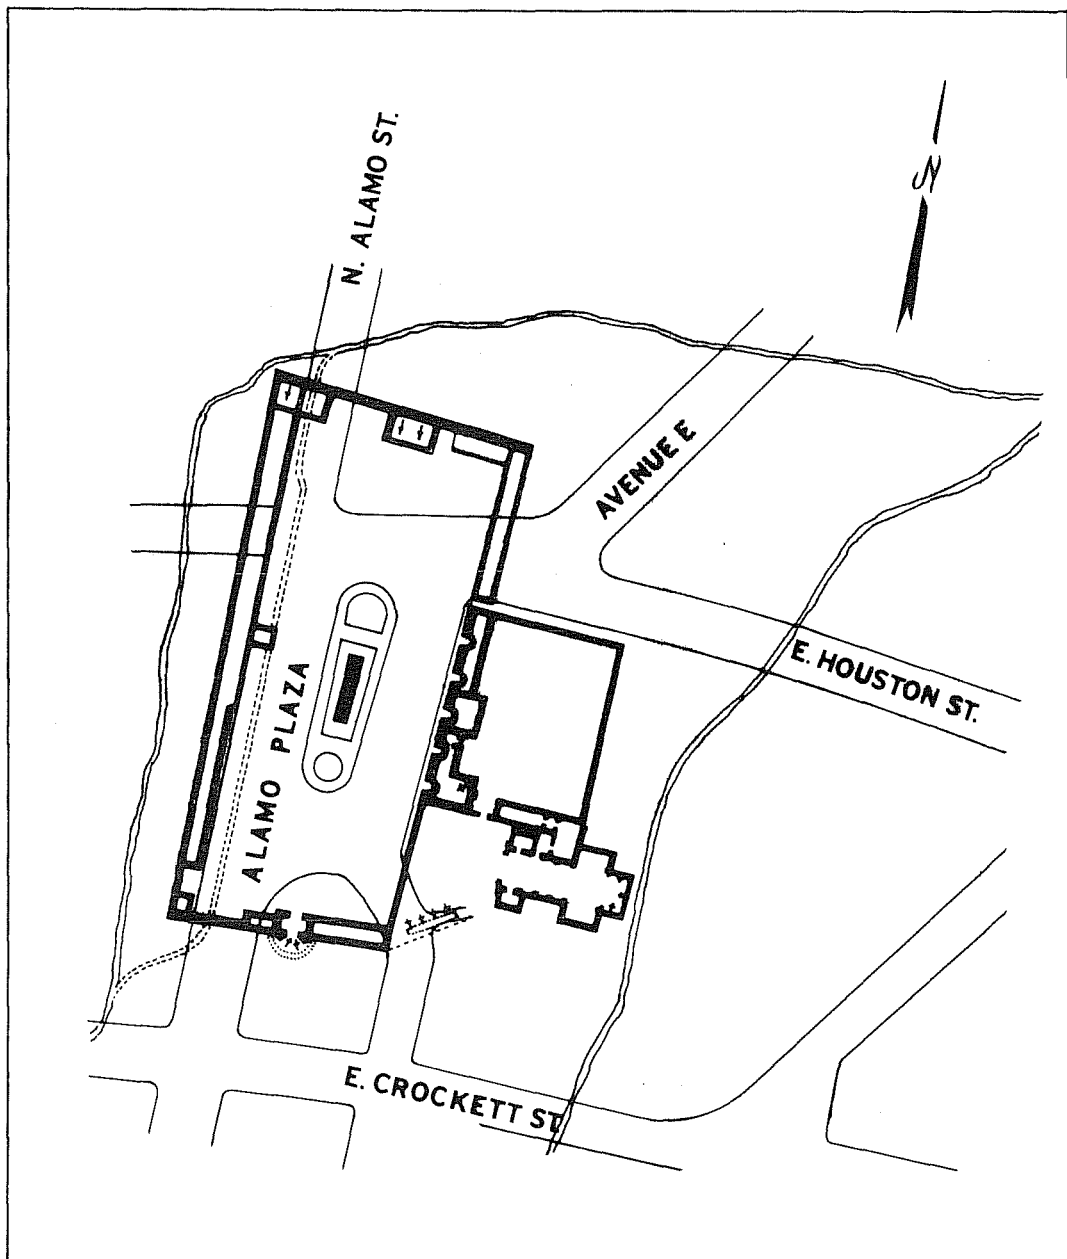 N. ALAMO ST.
N
AVENUE E
E. HOUSTON ST.
ALAMO PLAZA
E. CROCKETT ST.